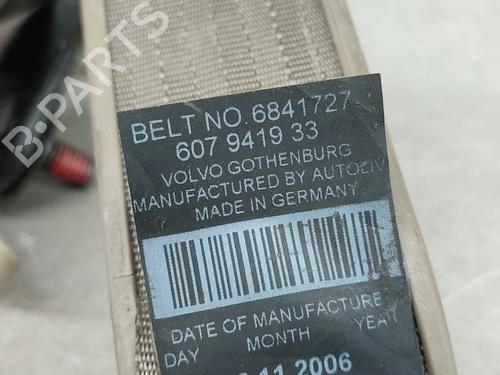 B-PARTS
BELT NO. 6841727
607 9419 33
VOLVO GOTHENBURG
MANUFACTURED BY AUTOLIV
MADE IN GERMANY
DATE OF MANUFACTURE
DAY MONTH YEAR
11 2006